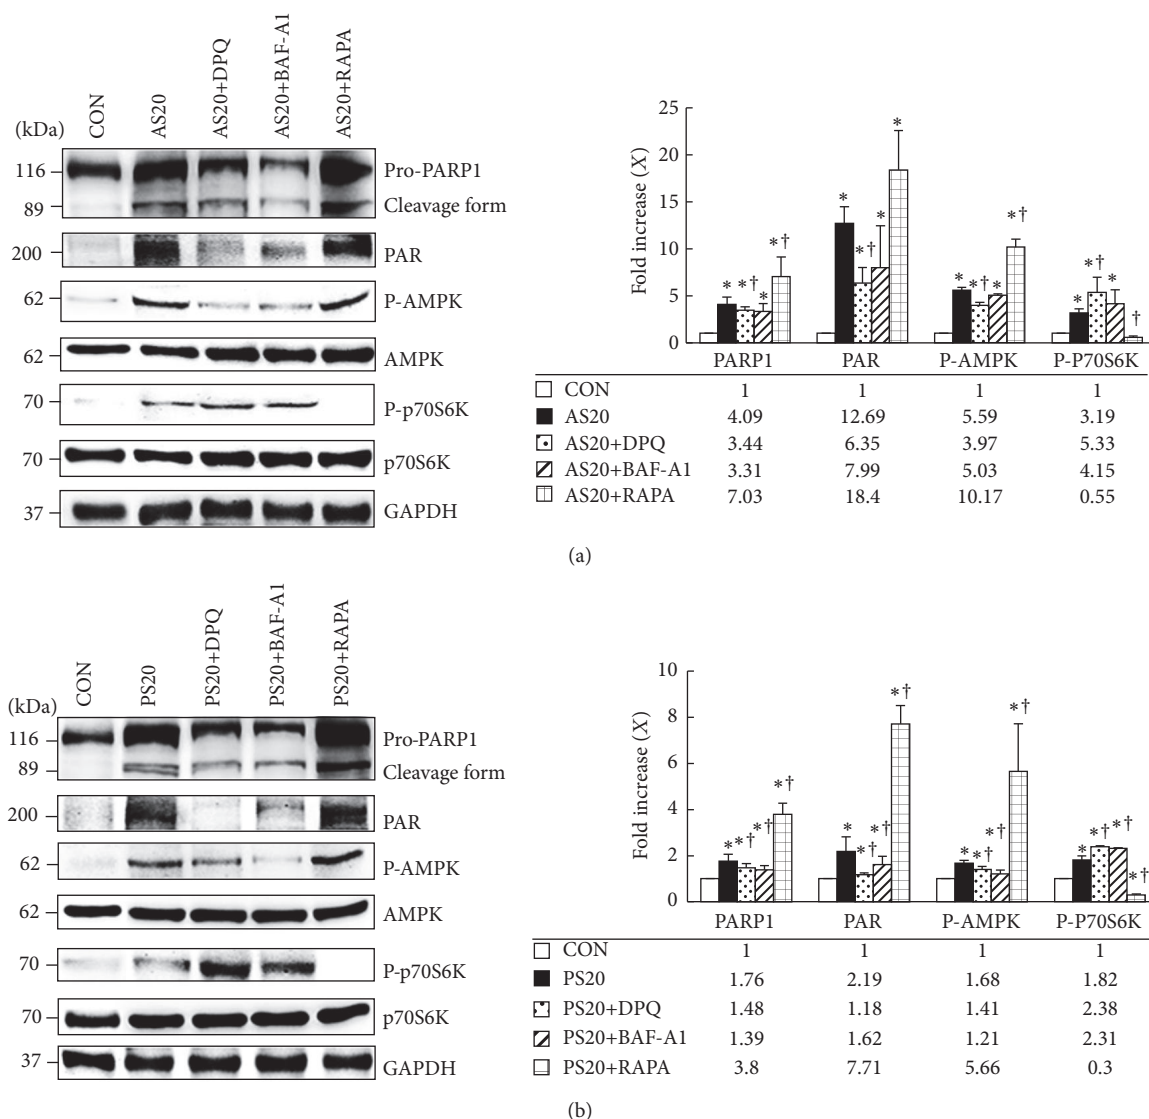 CON
AS20
AS20+DPQ
AS20+BAF-A1
AS20+RAPA
(kDa)
116
Pro-PARP1
89
Cleavage form
200
PAR
62
P-AMPK
62
AMPK
70
P-p70S6K
70
p70S6K
37
GAPDH
Fold increase (X)
25
20
15
10
5
0
* *† * *†
* *† * *
* *† * *†
* *† * †
PARP1 PAR P-AMPK P-P70S6K
CON 1 1 1 1
AS20 4.09 12.69 5.59 3.19
AS20+DPQ 3.44 6.35 3.97 5.33
AS20+BAF-A1 3.31 7.99 5.03 4.15
AS20+RAPA 7.03 18.4 10.17 0.55
(a)
CON
PS20
PS20+DPQ
PS20+BAF-A1
PS20+RAPA
(kDa)
116
Pro-PARP1
89
Cleavage form
200
PAR
62
P-AMPK
62
AMPK
70
P-p70S6K
70
p70S6K
37
GAPDH
Fold increase (X)
10
8
6
4
2
0
* *† *† *†
* *† *† *†
* *† *† *†
* *† *† *†
PARP1 PAR P-AMPK P-P70S6K
CON 1 1 1 1
PS20 1.76 2.19 1.68 1.82
PS20+DPQ 1.48 1.18 1.41 2.38
PS20+BAF-A1 1.39 1.62 1.21 2.31
PS20+RAPA 3.8 7.71 5.66 0.3
(b)